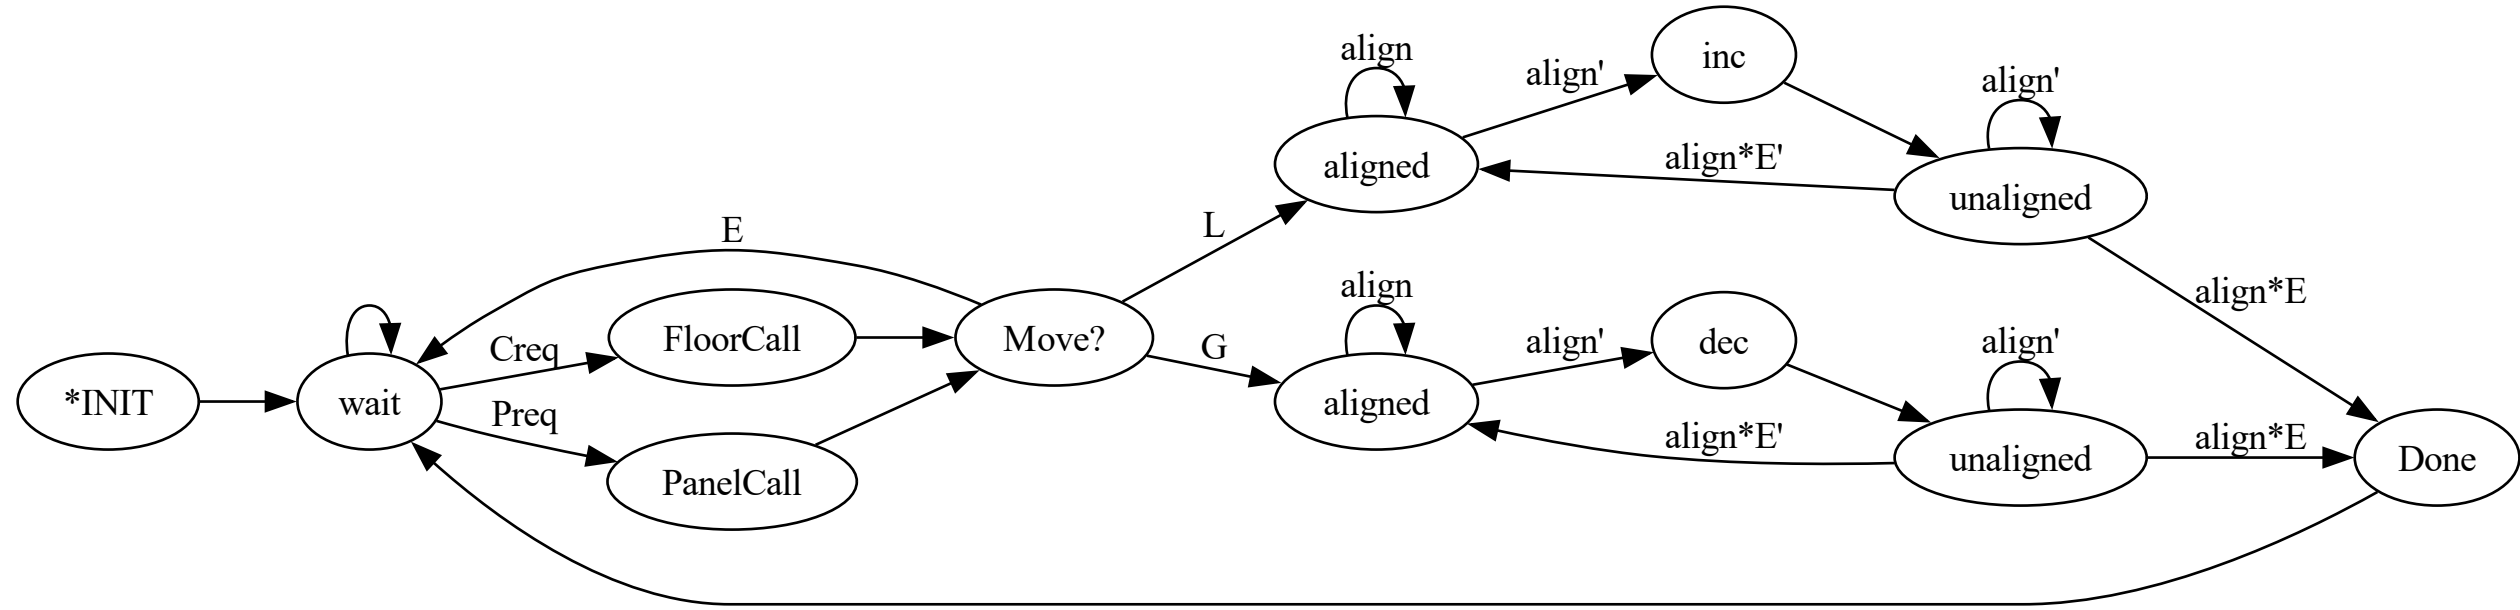 align
inc
align'
align'
aligned
align*E'
unaligned
L
E
align*E
align
FloorCall
Move?
dec
align'
align'
Creq
G
*INIT
wait
aligned
Preq
align*E'
unaligned
align*E
Done
PanelCall